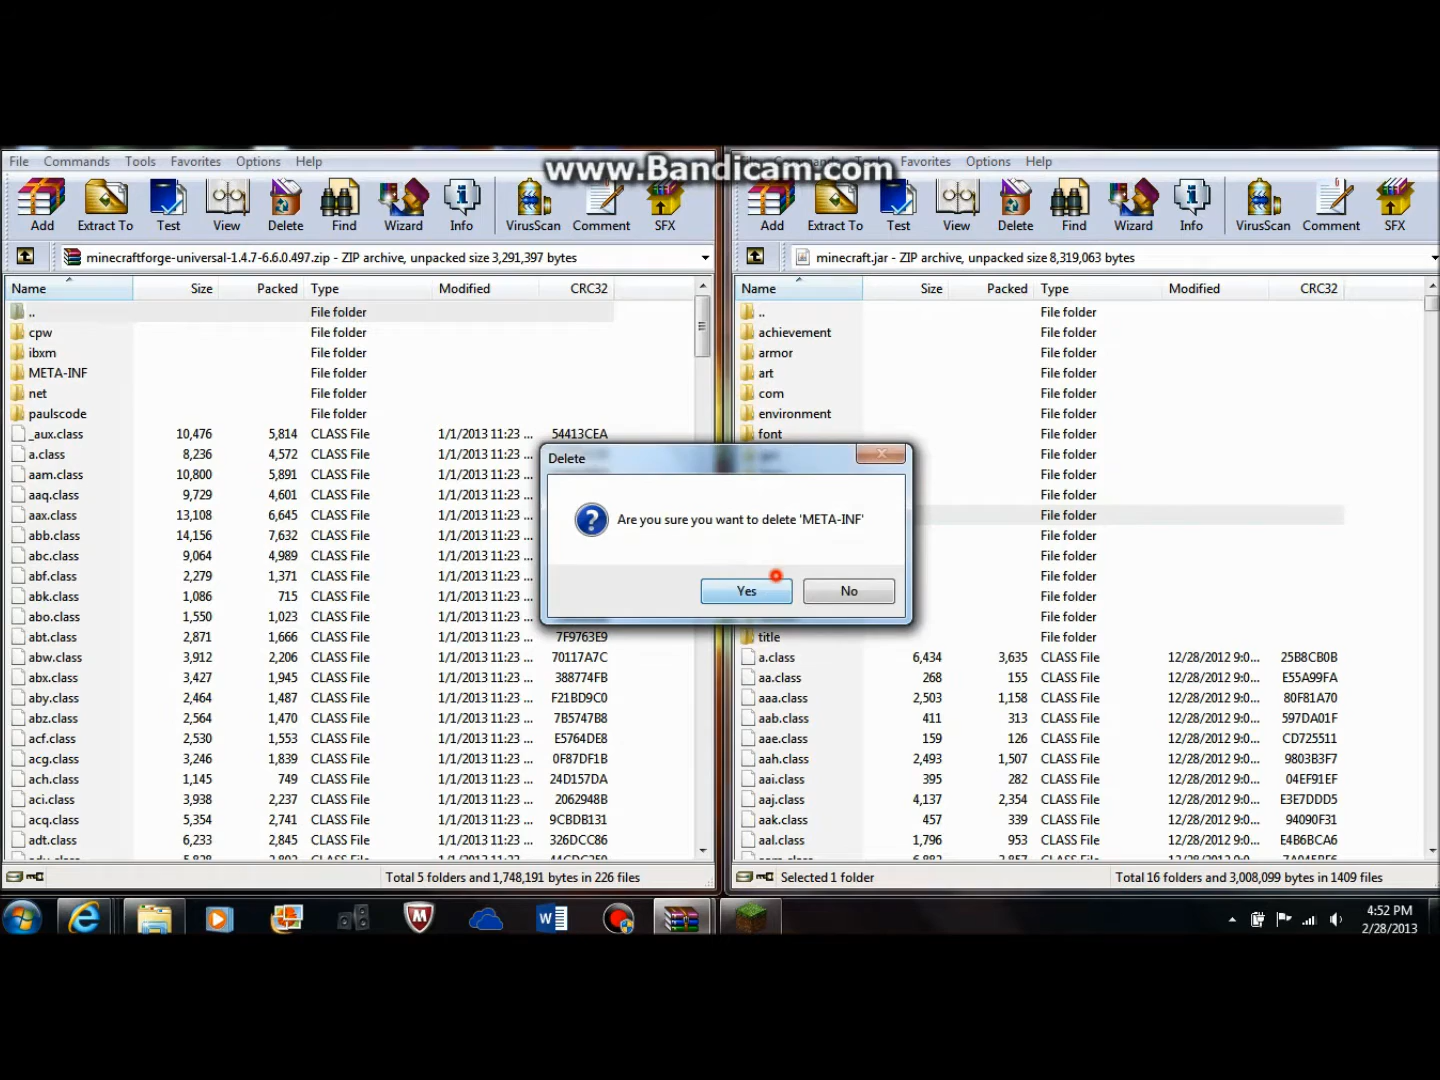 www.Bandicam.com
File Commands Tools Favorites Options Help
Favorites Options Help
Add Extract To Test View Delete Find Wizard Info VirusScan Comment SFX
Add Extract To Test View Delete Find Wizard Info VirusScan Comment SFX
minecraftforge-universal-1.4.7-6.6.0.497.zip - ZIP archive, unpacked size 3,291,397 bytes
minecraft.jar - ZIP archive, unpacked size 8,319,063 bytes
Name Size Packed Type Modified CRC32
.. File folder
cpw File folder
ibxm File folder
META-INF File folder
net File folder
paulscode File folder
_aux.class 10,476 5,814 CLASS File 1/1/2013 11:23 ... 54413CEA
a.class 8,236 4,572 CLASS File 1/1/2013 11:23 ...
aam.class 10,800 5,891 CLASS File 1/1/2013 11:23 ...
aaq.class 9,729 4,601 CLASS File 1/1/2013 11:23 ...
aax.class 13,108 6,645 CLASS File 1/1/2013 11:23 ...
abb.class 14,156 7,632 CLASS File 1/1/2013 11:23 ...
abc.class 9,064 4,989 CLASS File 1/1/2013 11:23 ...
abf.class 2,279 1,371 CLASS File 1/1/2013 11:23 ...
abk.class 1,086 715 CLASS File 1/1/2013 11:23 ...
abo.class 1,550 1,023 CLASS File 1/1/2013 11:23 ...
abt.class 2,871 1,666 CLASS File 1/1/2013 11:23 ... 7F9763E9
abw.class 3,912 2,206 CLASS File 1/1/2013 11:23 ... 70117A7C
abx.class 3,427 1,945 CLASS File 1/1/2013 11:23 ... 388774FB
aby.class 2,464 1,487 CLASS File 1/1/2013 11:23 ... F21BD9C0
abz.class 2,564 1,470 CLASS File 1/1/2013 11:23 ... 7B5747B8
acf.class 2,530 1,553 CLASS File 1/1/2013 11:23 ... E5764DE8
acg.class 3,246 1,839 CLASS File 1/1/2013 11:23 ... 0F87DF1B
ach.class 1,145 749 CLASS File 1/1/2013 11:23 ... 24D157DA
aci.class 3,938 2,237 CLASS File 1/1/2013 11:23 ... 2062948B
acq.class 5,354 2,741 CLASS File 1/1/2013 11:23 ... 9CBDB131
adt.class 6,233 2,845 CLASS File 1/1/2013 11:23 ... 326DCC86
Total 5 folders and 1,748,191 bytes in 226 files
Name Size Packed Type Modified CRC32
.. File folder
achievement File folder
armor File folder
art File folder
com File folder
environment File folder
font File folder
File folder
File folder
File folder
File folder
File folder
File folder
File folder
File folder
File folder
title File folder
a.class 6,434 3,635 CLASS File 12/28/2012 9:0... 25B8CB0B
aa.class 268 155 CLASS File 12/28/2012 9:0... E55A99FA
aaa.class 2,503 1,158 CLASS File 12/28/2012 9:0... 80F81A70
aab.class 411 313 CLASS File 12/28/2012 9:0... 597DA01F
aae.class 159 126 CLASS File 12/28/2012 9:0... CD725511
aah.class 2,493 1,507 CLASS File 12/28/2012 9:0... 9803B3F7
aai.class 395 282 CLASS File 12/28/2012 9:0... 04EF91EF
aaj.class 4,137 2,354 CLASS File 12/28/2012 9:0... E3E7DDD5
aak.class 457 339 CLASS File 12/28/2012 9:0... 94090F31
aal.class 1,796 953 CLASS File 12/28/2012 9:0... E4B6BCA6
Selected 1 folder
Total 16 folders and 3,008,099 bytes in 1409 files
Delete
Are you sure you want to delete 'META-INF'
Yes No
4:52 PM
2/28/2013